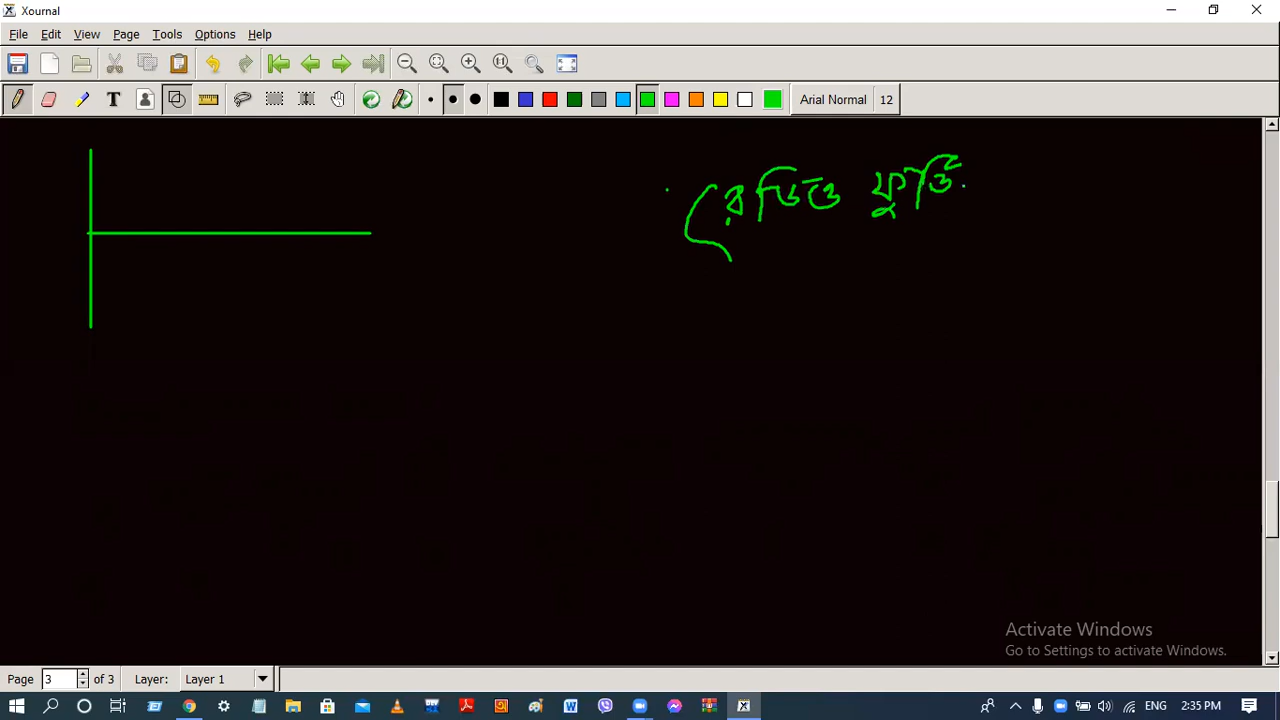 Xournal
File Edit View Page Tools Options Help
T Arial Normal 12
রেডিও ফুর্তি
Activate Windows
Go to Settings to activate Windows.
Page 3 of 3 Layer: Layer 1
ENG 2:35 PM